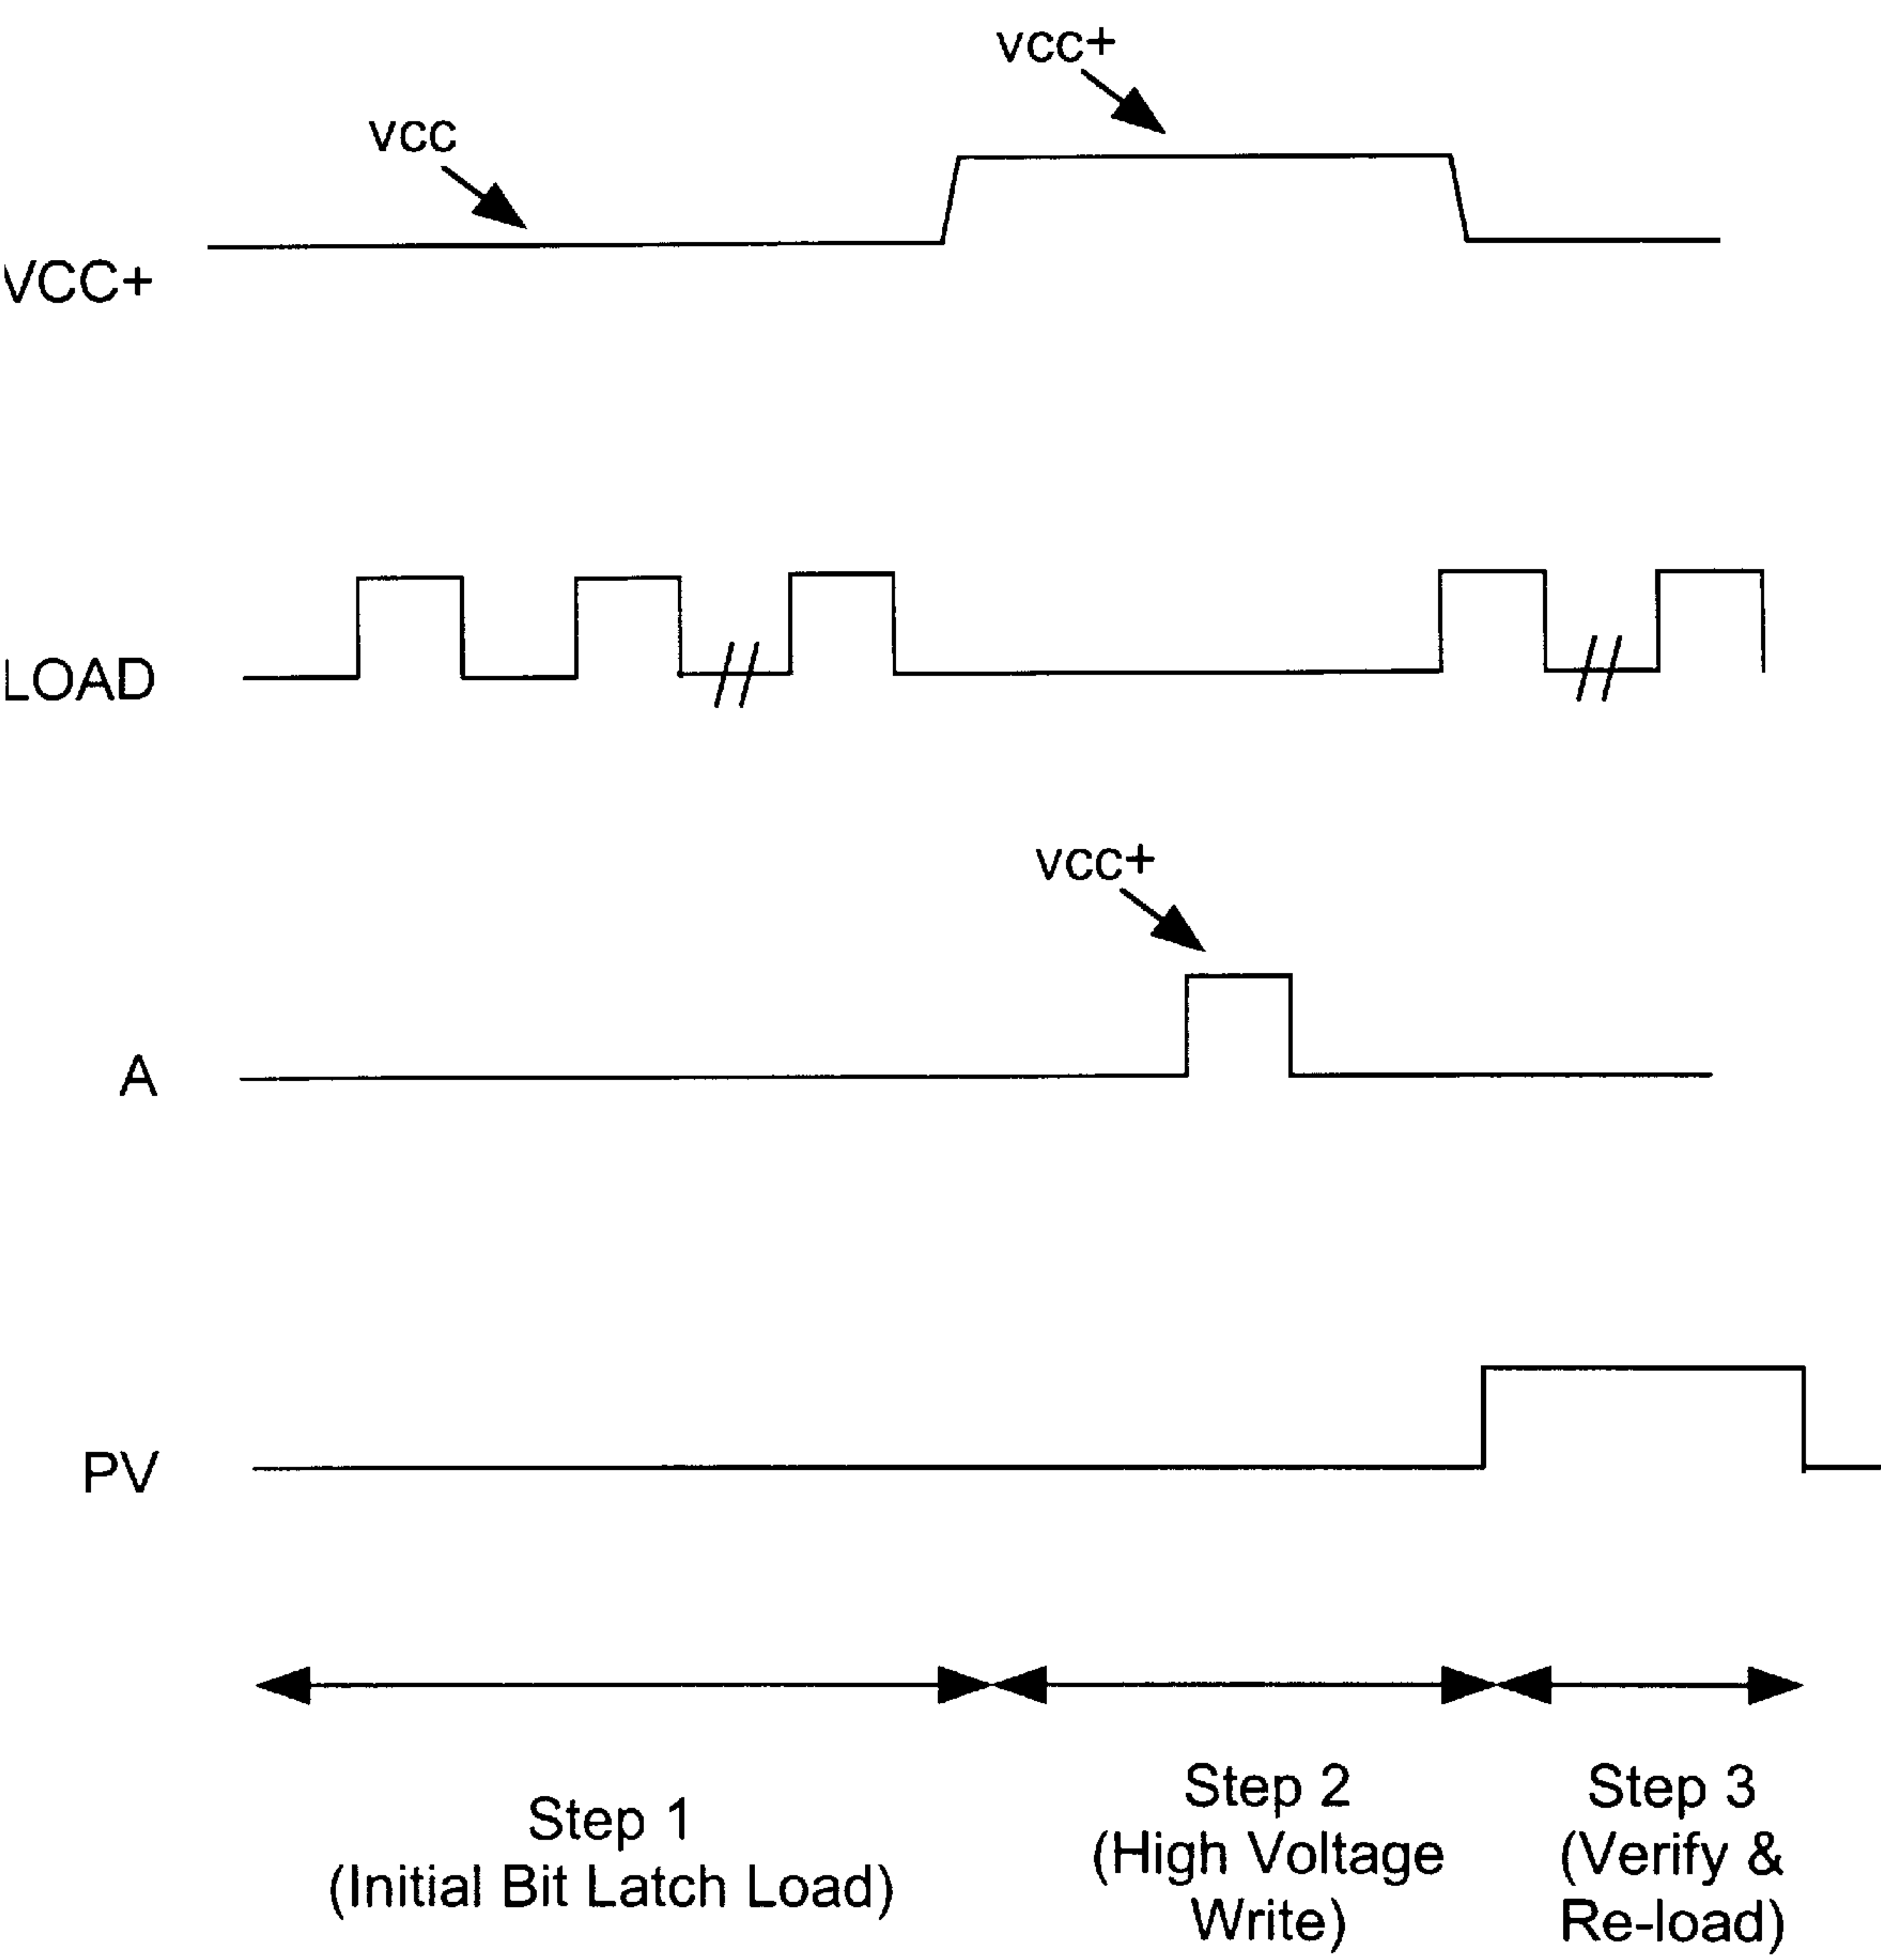 vcc+
vcc
VCC+
LOAD
vcc+
A
PV
Step 1
(Initial Bit Latch Load)
Step 2
(High Voltage
Write)
Step 3
(Verify &
Re-load)